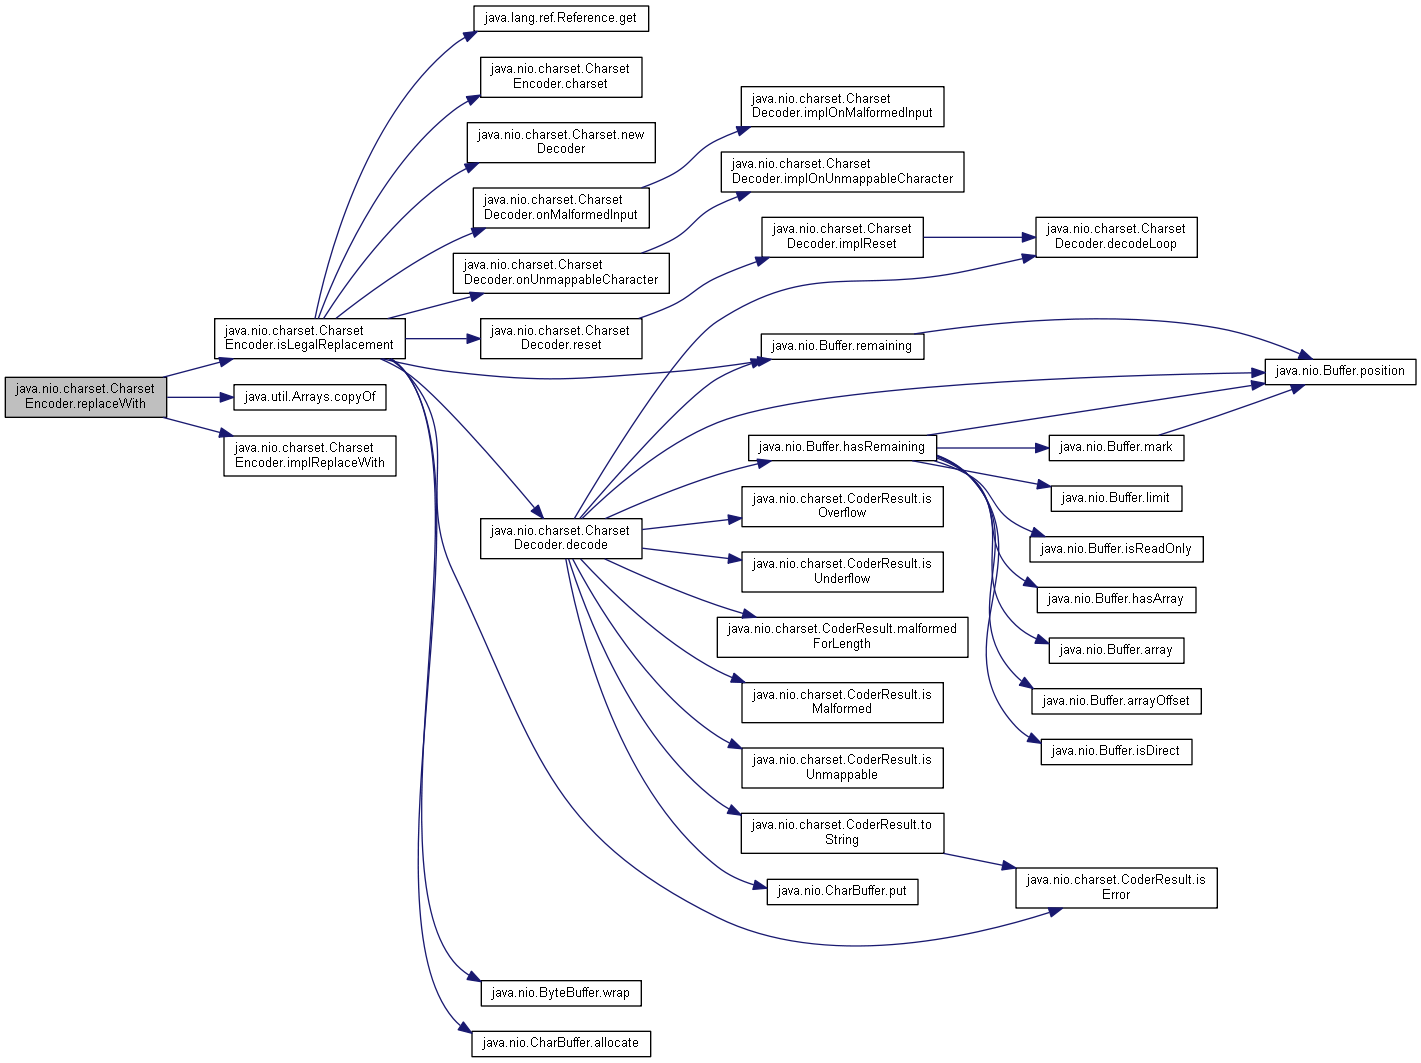 java.lang.ref.Reference.get
java.nio.charset.Charset
Encoder.charset
java.nio.charset.Charset.new
Decoder
java.nio.charset.Charset
Decoder.onMalformedInput
java.nio.charset.Charset
Decoder.implOnMalformedInput
java.nio.charset.Charset
Decoder.implOnUnmappableCharacter
java.nio.charset.Charset
Decoder.onUnmappableCharacter
java.nio.charset.Charset
Decoder.implReset
java.nio.charset.Charset
Decoder.decodeLoop
java.nio.charset.Charset
Encoder.isLegalReplacement
java.nio.charset.Charset
Decoder.reset
java.nio.Buffer.remaining
java.nio.Buffer.position
java.nio.charset.Charset
Encoder.replaceWith
java.util.Arrays.copyOf
java.nio.charset.Charset
Encoder.implReplaceWith
java.nio.Buffer.hasRemaining
java.nio.Buffer.mark
java.nio.Buffer.limit
java.nio.charset.CoderResult.is
Overflow
java.nio.charset.Charset
Decoder.decode
java.nio.Buffer.isReadOnly
java.nio.charset.CoderResult.is
Underflow
java.nio.Buffer.hasArray
java.nio.charset.CoderResult.malformed
ForLength
java.nio.Buffer.array
java.nio.charset.CoderResult.is
Malformed
java.nio.Buffer.arrayOffset
java.nio.Buffer.isDirect
java.nio.charset.CoderResult.is
Unmappable
java.nio.charset.CoderResult.to
String
java.nio.CharBuffer.put
java.nio.charset.CoderResult.is
Error
java.nio.ByteBuffer.wrap
java.nio.CharBuffer.allocate